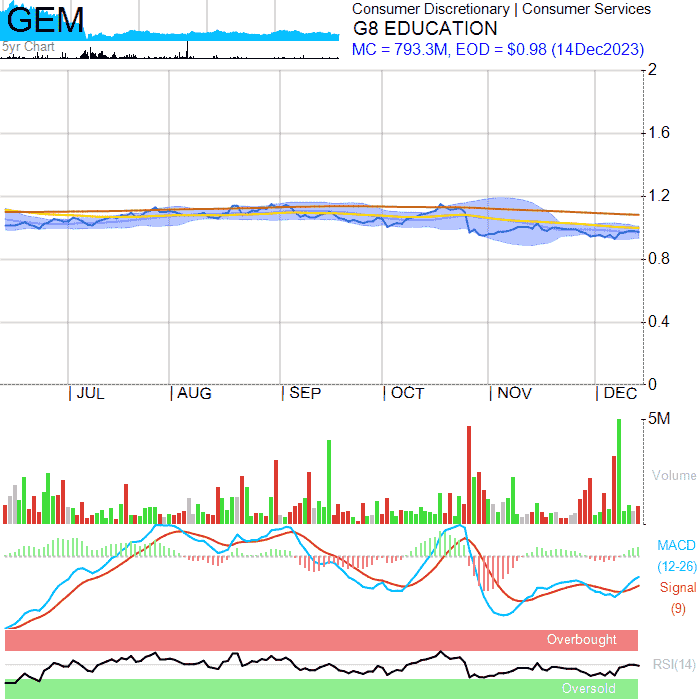 GEM
5yr Chart
Consumer Discretionary | Consumer Services
G8 EDUCATION
MC = 793.3M, EOD = $0.98 (14Dec2023)
2
1.6
1.2
0.8
0.4
0
| JUL | AUG | SEP | OCT | NOV | DEC
5M
Volume
MACD
(12-26)
Signal
(9)
Overbought
RSI(14)
Oversold